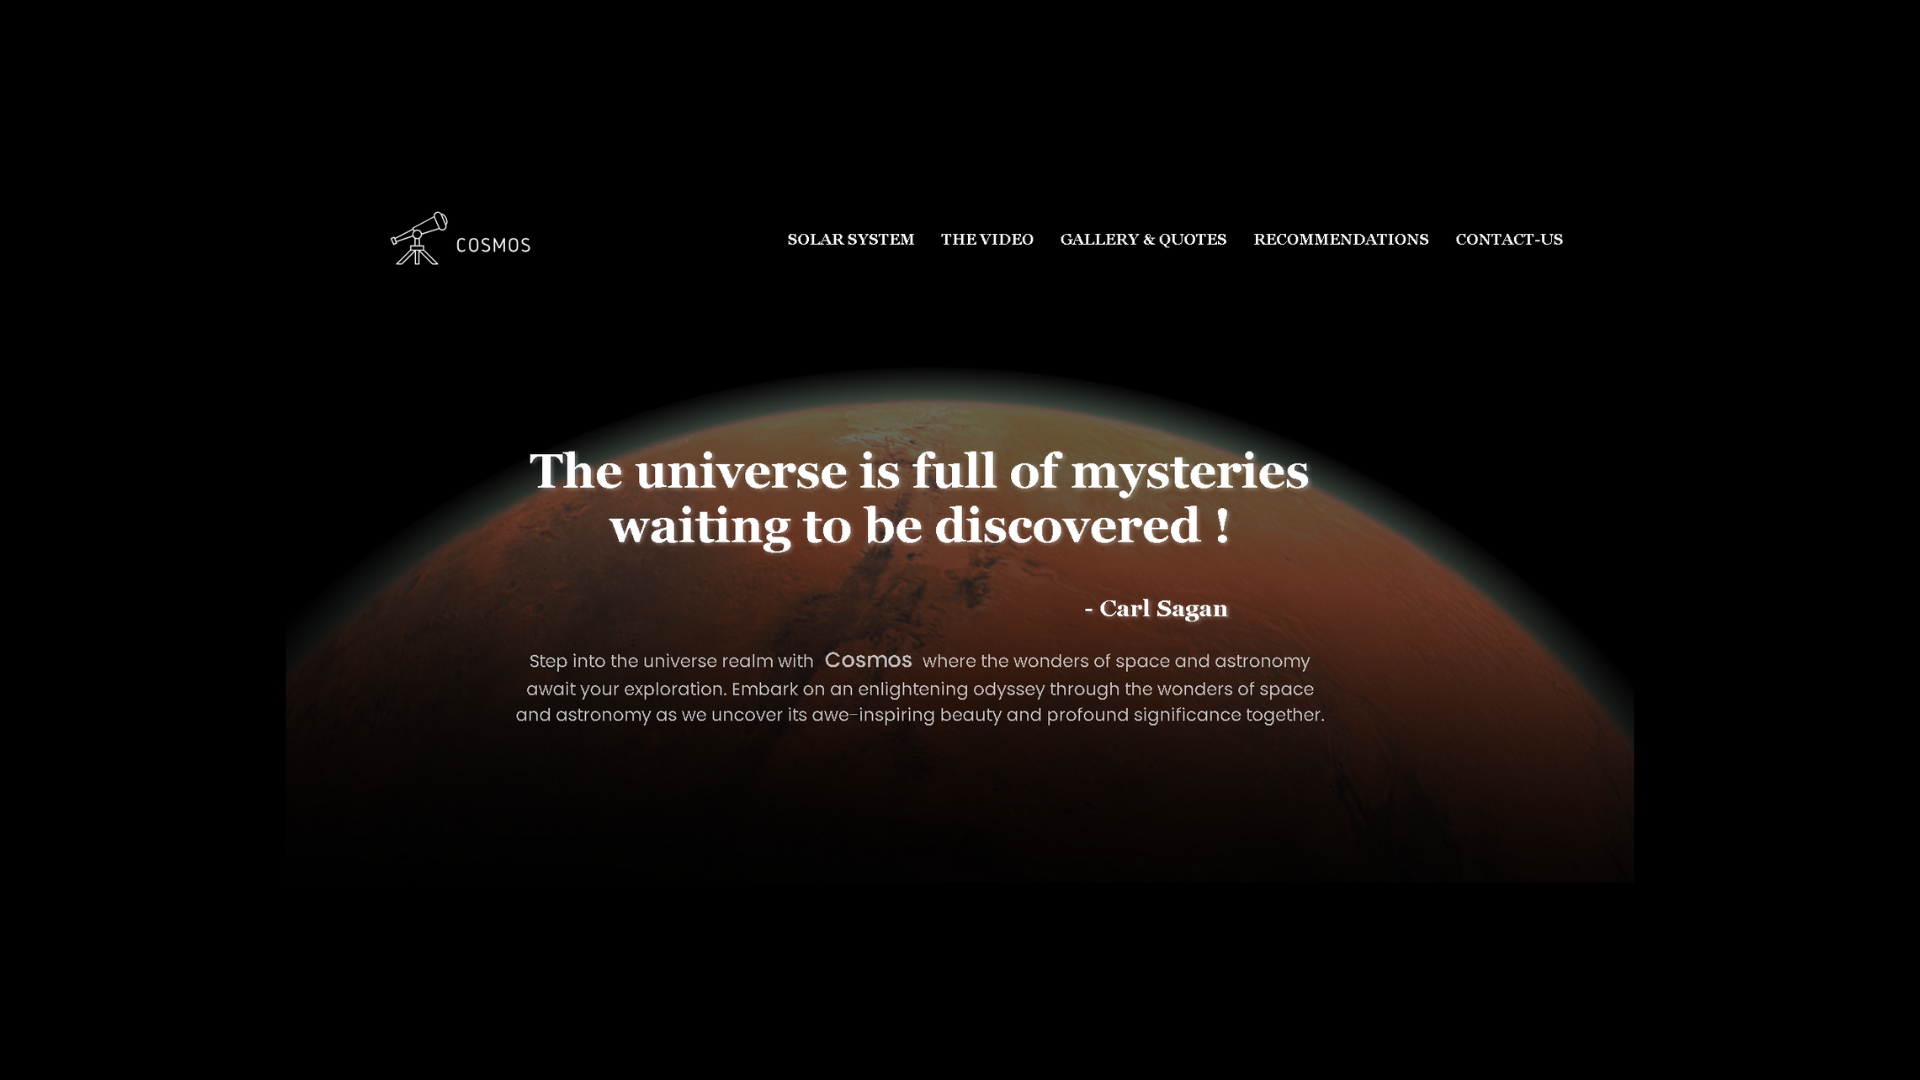 COSMOS
SOLAR SYSTEM THE VIDEO GALLERY & QUOTES RECOMMENDATIONS CONTACT-US
The universe is full of mysteries
waiting to be discovered !
- Carl Sagan
Step into the universe realm with Cosmos where the wonders of space and astronomy
await your exploration. Embark on an enlightening odyssey through the wonders of space
and astronomy as we uncover its awe-inspiring beauty and profound significance together.